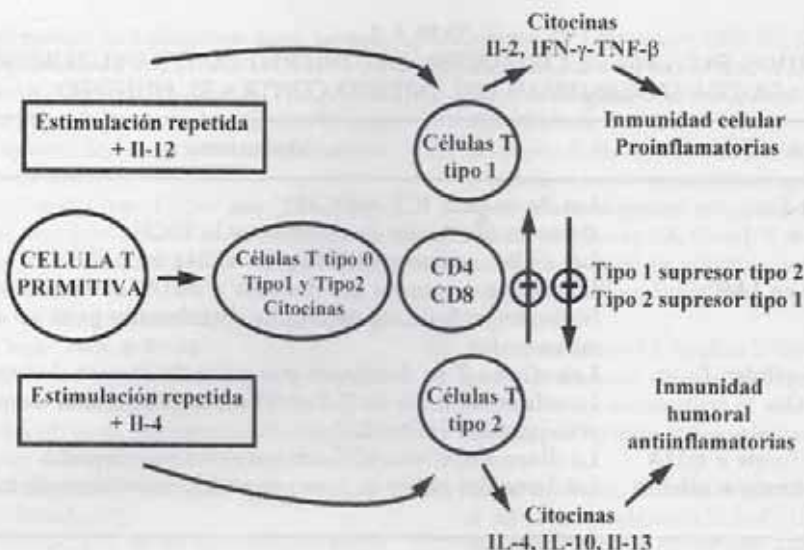 Citocinas
Il-2, IFN-γ-TNF-β
Estimulación repetida
+ Il-12
Células T
tipo 1
Inmunidad celular
Proinflamatorias
CELULA T
PRIMITIVA
Células T tipo 0
Tipo1 y Tipo2
Citocinas
CD4
CD8
Tipo 1 supresor tipo 2
Tipo 2 supresor tipo 1
Estimulación repetida
+ Il-4
Células T
tipo 2
Inmunidad
humoral
antiinflamatorias
Citocinas
IL-4, IL-10, Il-13